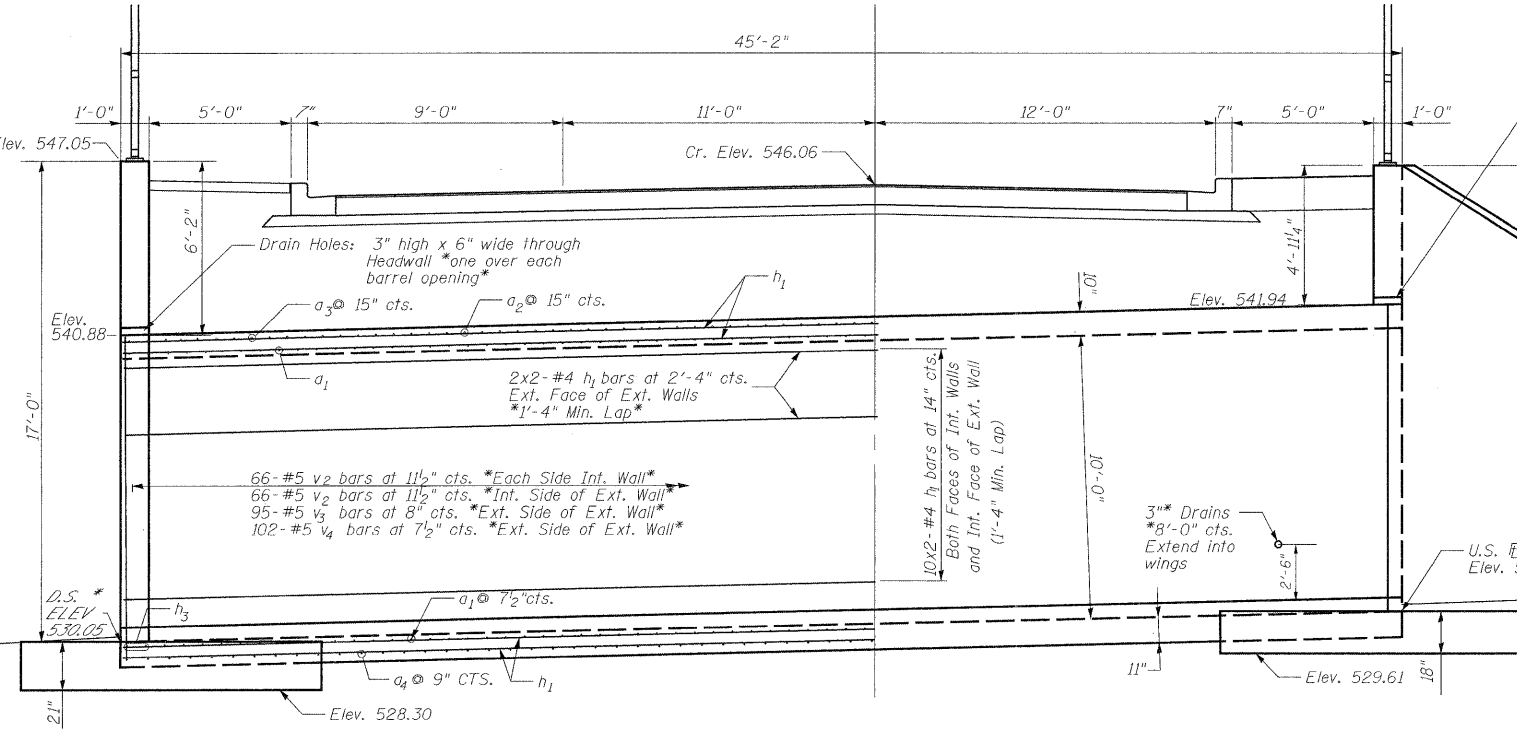 45'-2"
1'-0" 5'-0" 7" 9'-0" 11'-0" 12'-0" 7" 5'-0" 1'-0"
lev. 547.05
Cr. Elev. 546.06
6'-2"
4'-11¼"
Drain Holes: 3" high x 6" wide through
Headwall *one over each
barrel opening*
h₁
10"
a₃@ 15" cts.
a₂@ 15" cts.
Elev. 541.94
Elev.
540.88
a₁
17'-0"
2x2-#4 h₁ bars at 2'-4" cts.
Ext. Face of Ext. Walls
*1'-4" Min. Lap*
10x2-#4 h₁ bars at 14" cts.
Both Faces of Int. Walls
and Int. Face of Ext. Wall
(1'-4" Min. Lap)
10'-0"
66-#5 v₂ bars at 11½" cts. *Each Side Int. Wall*
66-#5 v₂ bars at 11½" cts. *Int. Side of Ext. Wall*
95-#5 v₃ bars at 8" cts. *Ext. Side of Ext. Wall*
102-#5 v₄ bars at 7½" cts. *Ext. Side of Ext. Wall*
3"* Drains
*8'-0" cts.
Extend into
wings
2'-6"
U.S.
Elev.
D.S. *
ELEV
530.05
h₃
a₁@ 7½"cts.
a₄ @ 9" CTS.
h₁
11"
Elev. 529.61
18"
21"
Elev. 528.30